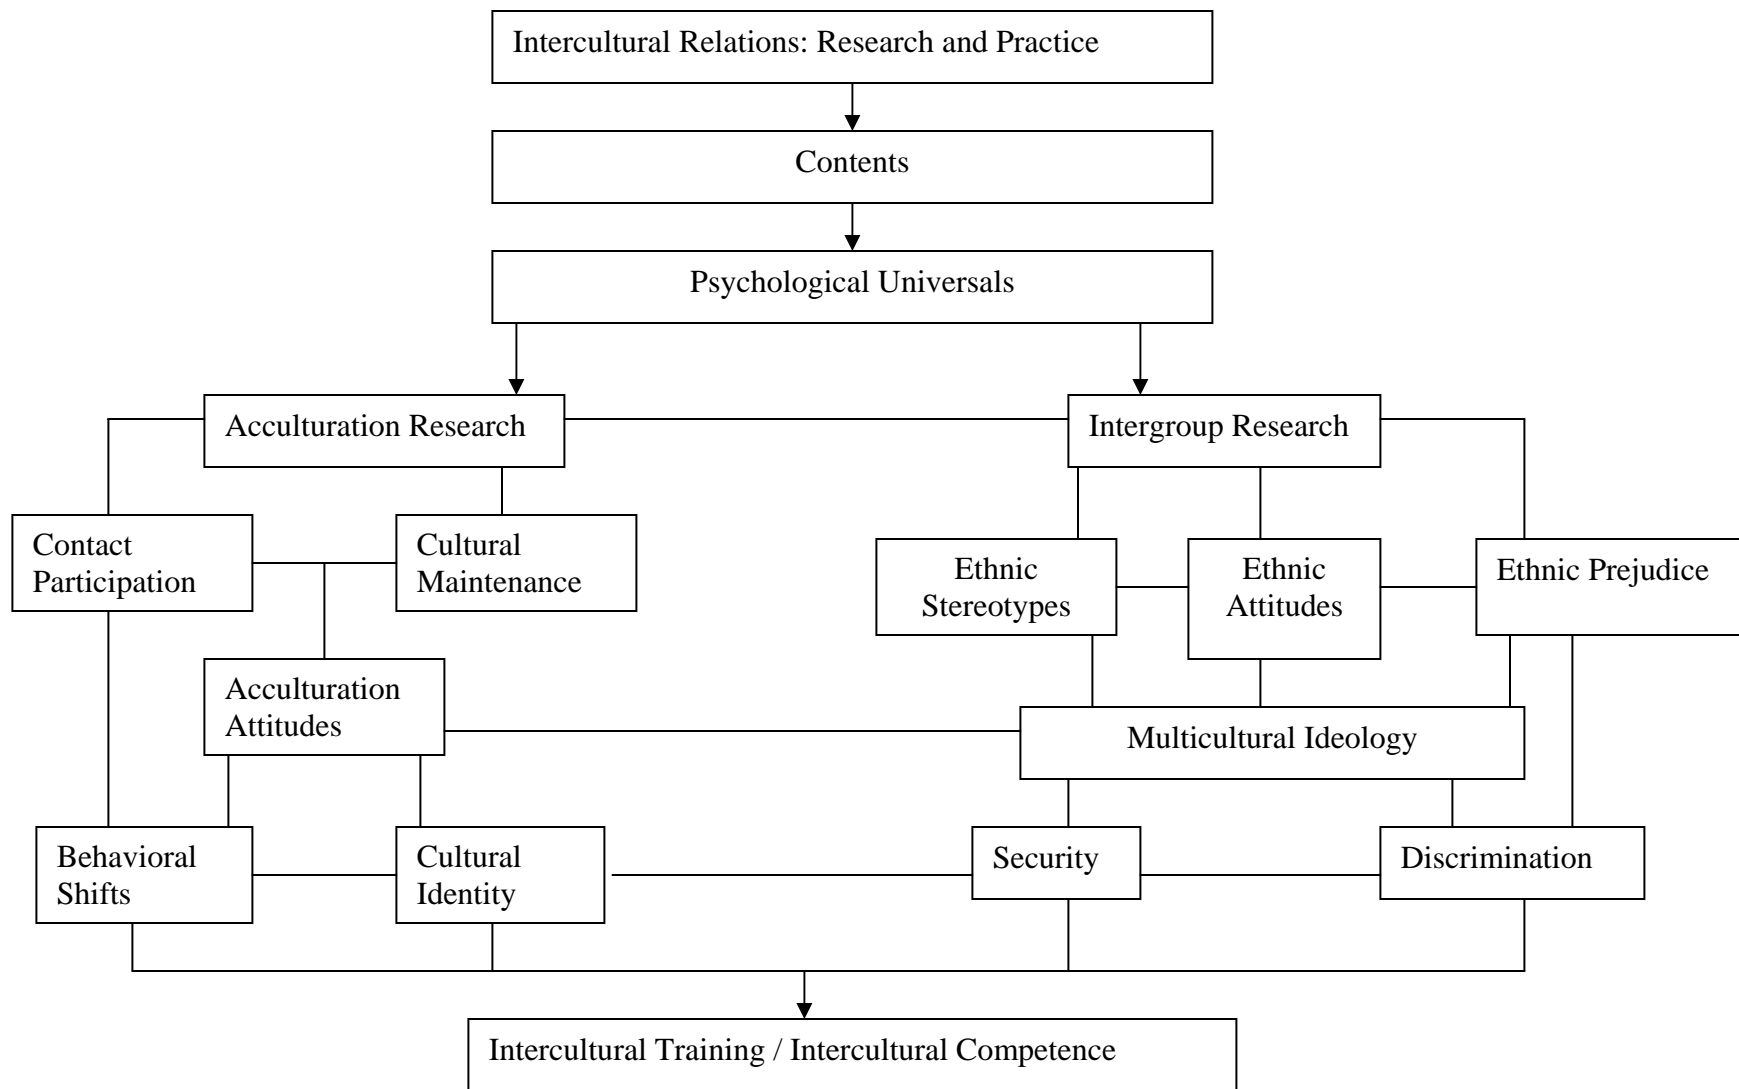 Intercultural Relations: Research and Practice
Contents
Psychological Universals
Acculturation Research
Intergroup Research
Contact
Participation
Cultural
Maintenance
Ethnic
Stereotypes
Ethnic
Attitudes
Ethnic Prejudice
Acculturation
Attitudes
Multicultural Ideology
Behavioral
Shifts
Cultural
Identity
Security
Discrimination
Intercultural Training / Intercultural Competence